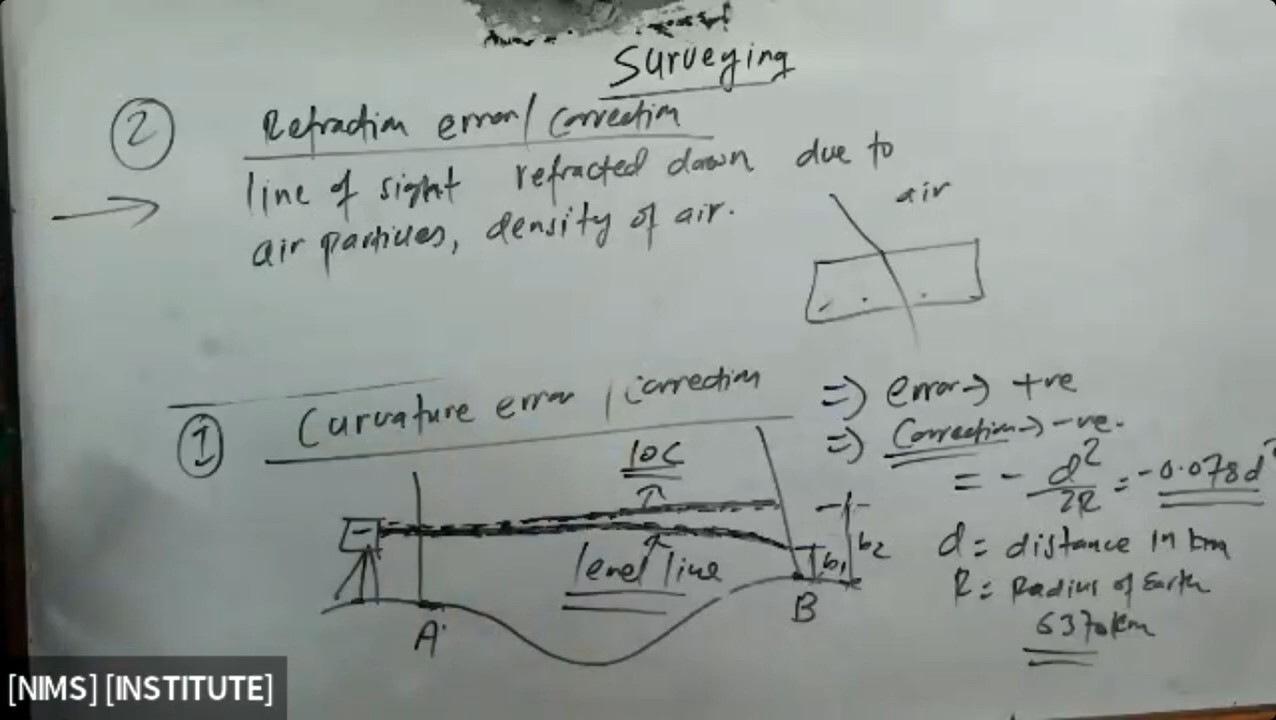 Surveying
② Refraction error / correction
line of sight refracted down due to
air particles, density of air.
air
① Curvature error / correction
⇒ error → +ve
⇒ Correction → -ve.
= - d²/2R = -0.078d²
d = distance in km
R = Radius of Earth
6370km
loc
level line
b₁
b₂
A
B
[NIMS] [INSTITUTE]